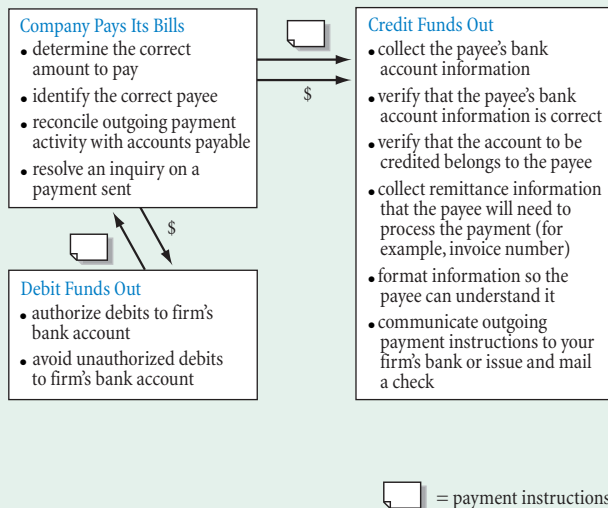 Company Pays Its Bills
• determine the correct
amount to pay
• identify the correct payee
• reconcile outgoing payment
activity with accounts payable
• resolve an inquiry on a
payment sent
$
$
Debit Funds Out
• authorize debits to firm's
bank account
• avoid unauthorized debits
to firm's bank account
Credit Funds Out
• collect the payee's bank
account information
• verify that the payee's bank
account information is correct
• verify that the account to be
credited belongs to the payee
• collect remittance information
that the payee will need to
process the payment (for
example, invoice number)
• format information so the
payee can understand it
• communicate outgoing
payment instructions to your
firm's bank or issue and mail
a check
= payment instructions